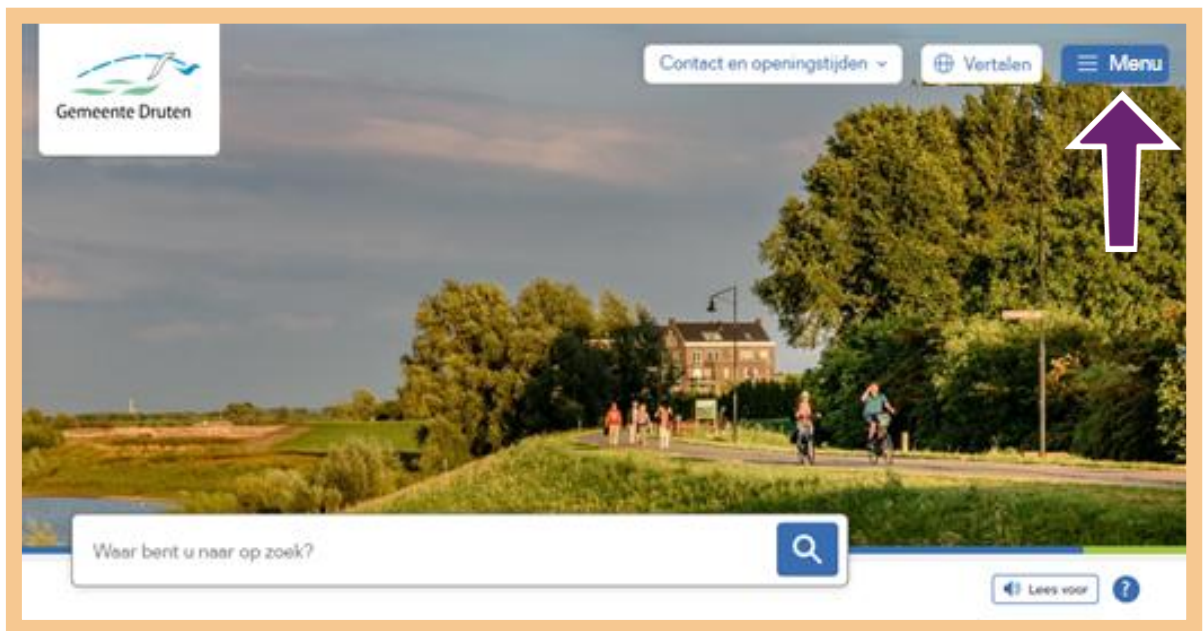 Gemeente Druten
Contact en openingstijden
Vertalen
Menu
Waar bent u naar op zoek?
Lees voor
?